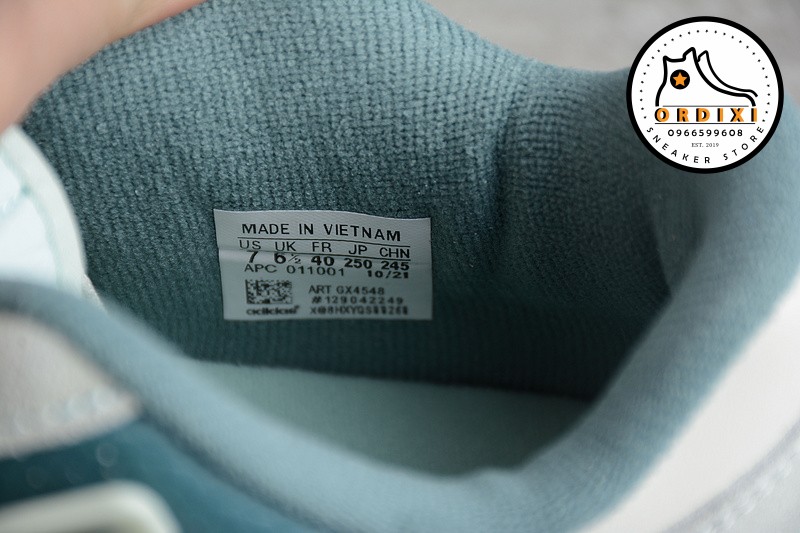 ORDIXI
0966599608
EST. 2019
SNEAKER STORE
MADE IN VIETNAM
US UK FR JP CHN
7 6½ 40 250 245
APC 011001 10/21
ART GX4548
#129042249
adidas